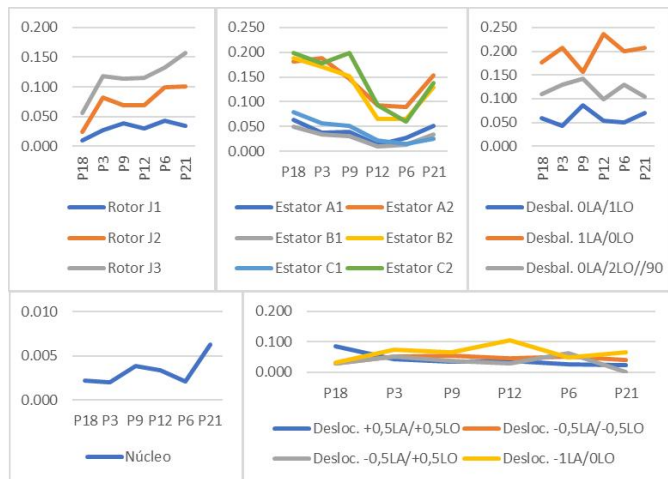 0.200
0.150
0.100
0.050
0.000
P18 P3 P9 P12 P6 P21
Rotor J1
Rotor J2
Rotor J3
0.250
0.200
0.150
0.100
0.050
0.000
P18 P3 P9 P12 P6 P21
Estator A1 Estator A2
Estator B1 Estator B2
Estator C1 Estator C2
0.250
0.200
0.150
0.100
0.050
0.000
P18 P3 P9 P12 P6 P21
Desbal. 0LA/1LO
Desbal. 1LA/0LO
Desbal. 0LA/2LO//90
0.010
0.005
0.000
P18 P3 P9 P12 P6 P21
Núcleo
0.200
0.100
0.000
P18 P3 P9 P12 P6 P21
Desloc. +0,5LA/+0,5LO Desloc. -0,5LA/-0,5LO
Desloc. -0,5LA/+0,5LO Desloc. -1LA/0LO